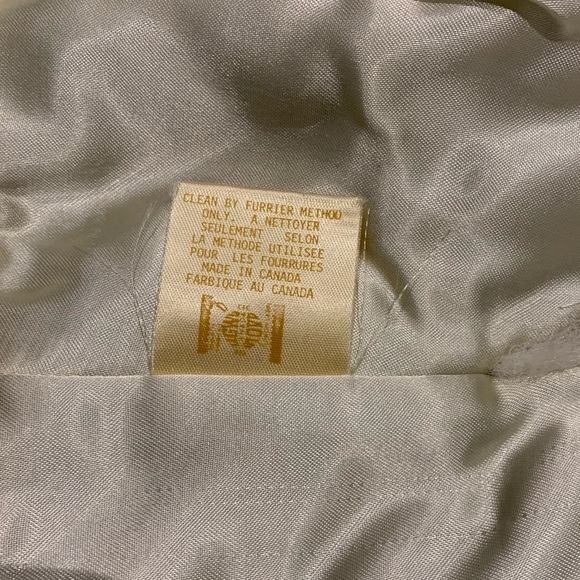 CLEAN BY FURRIER METHOD
ONLY. A NETTOYER
SEULEMENT SELON
LA METHODE UTILISEE
POUR LES FOURRURES
MADE IN CANADA
FARBIQUE AU CANADA